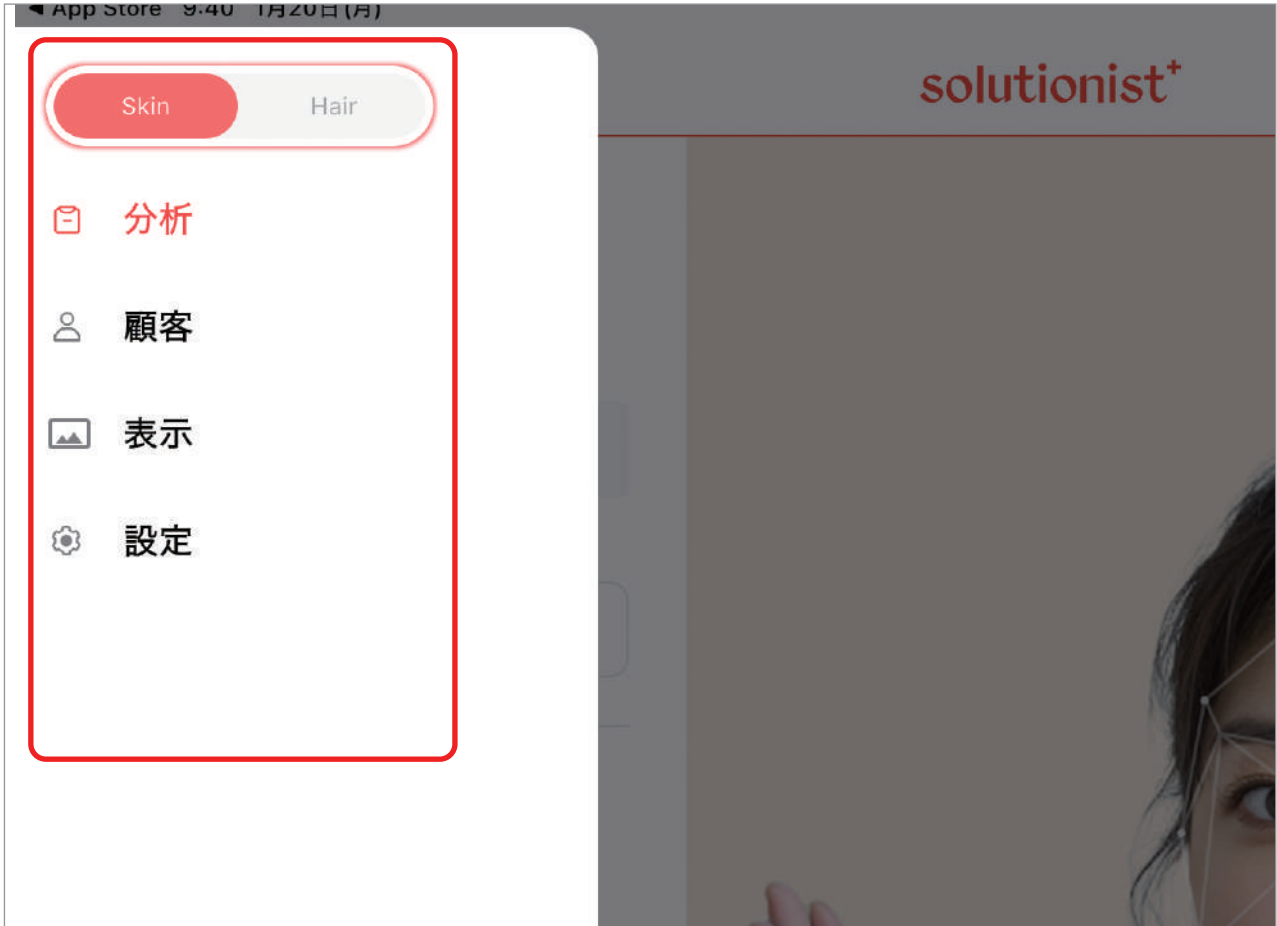 ◀ App Store 9:40 1月20日(月)
solutionist+
Skin Hair
分析
顧客
表示
設定